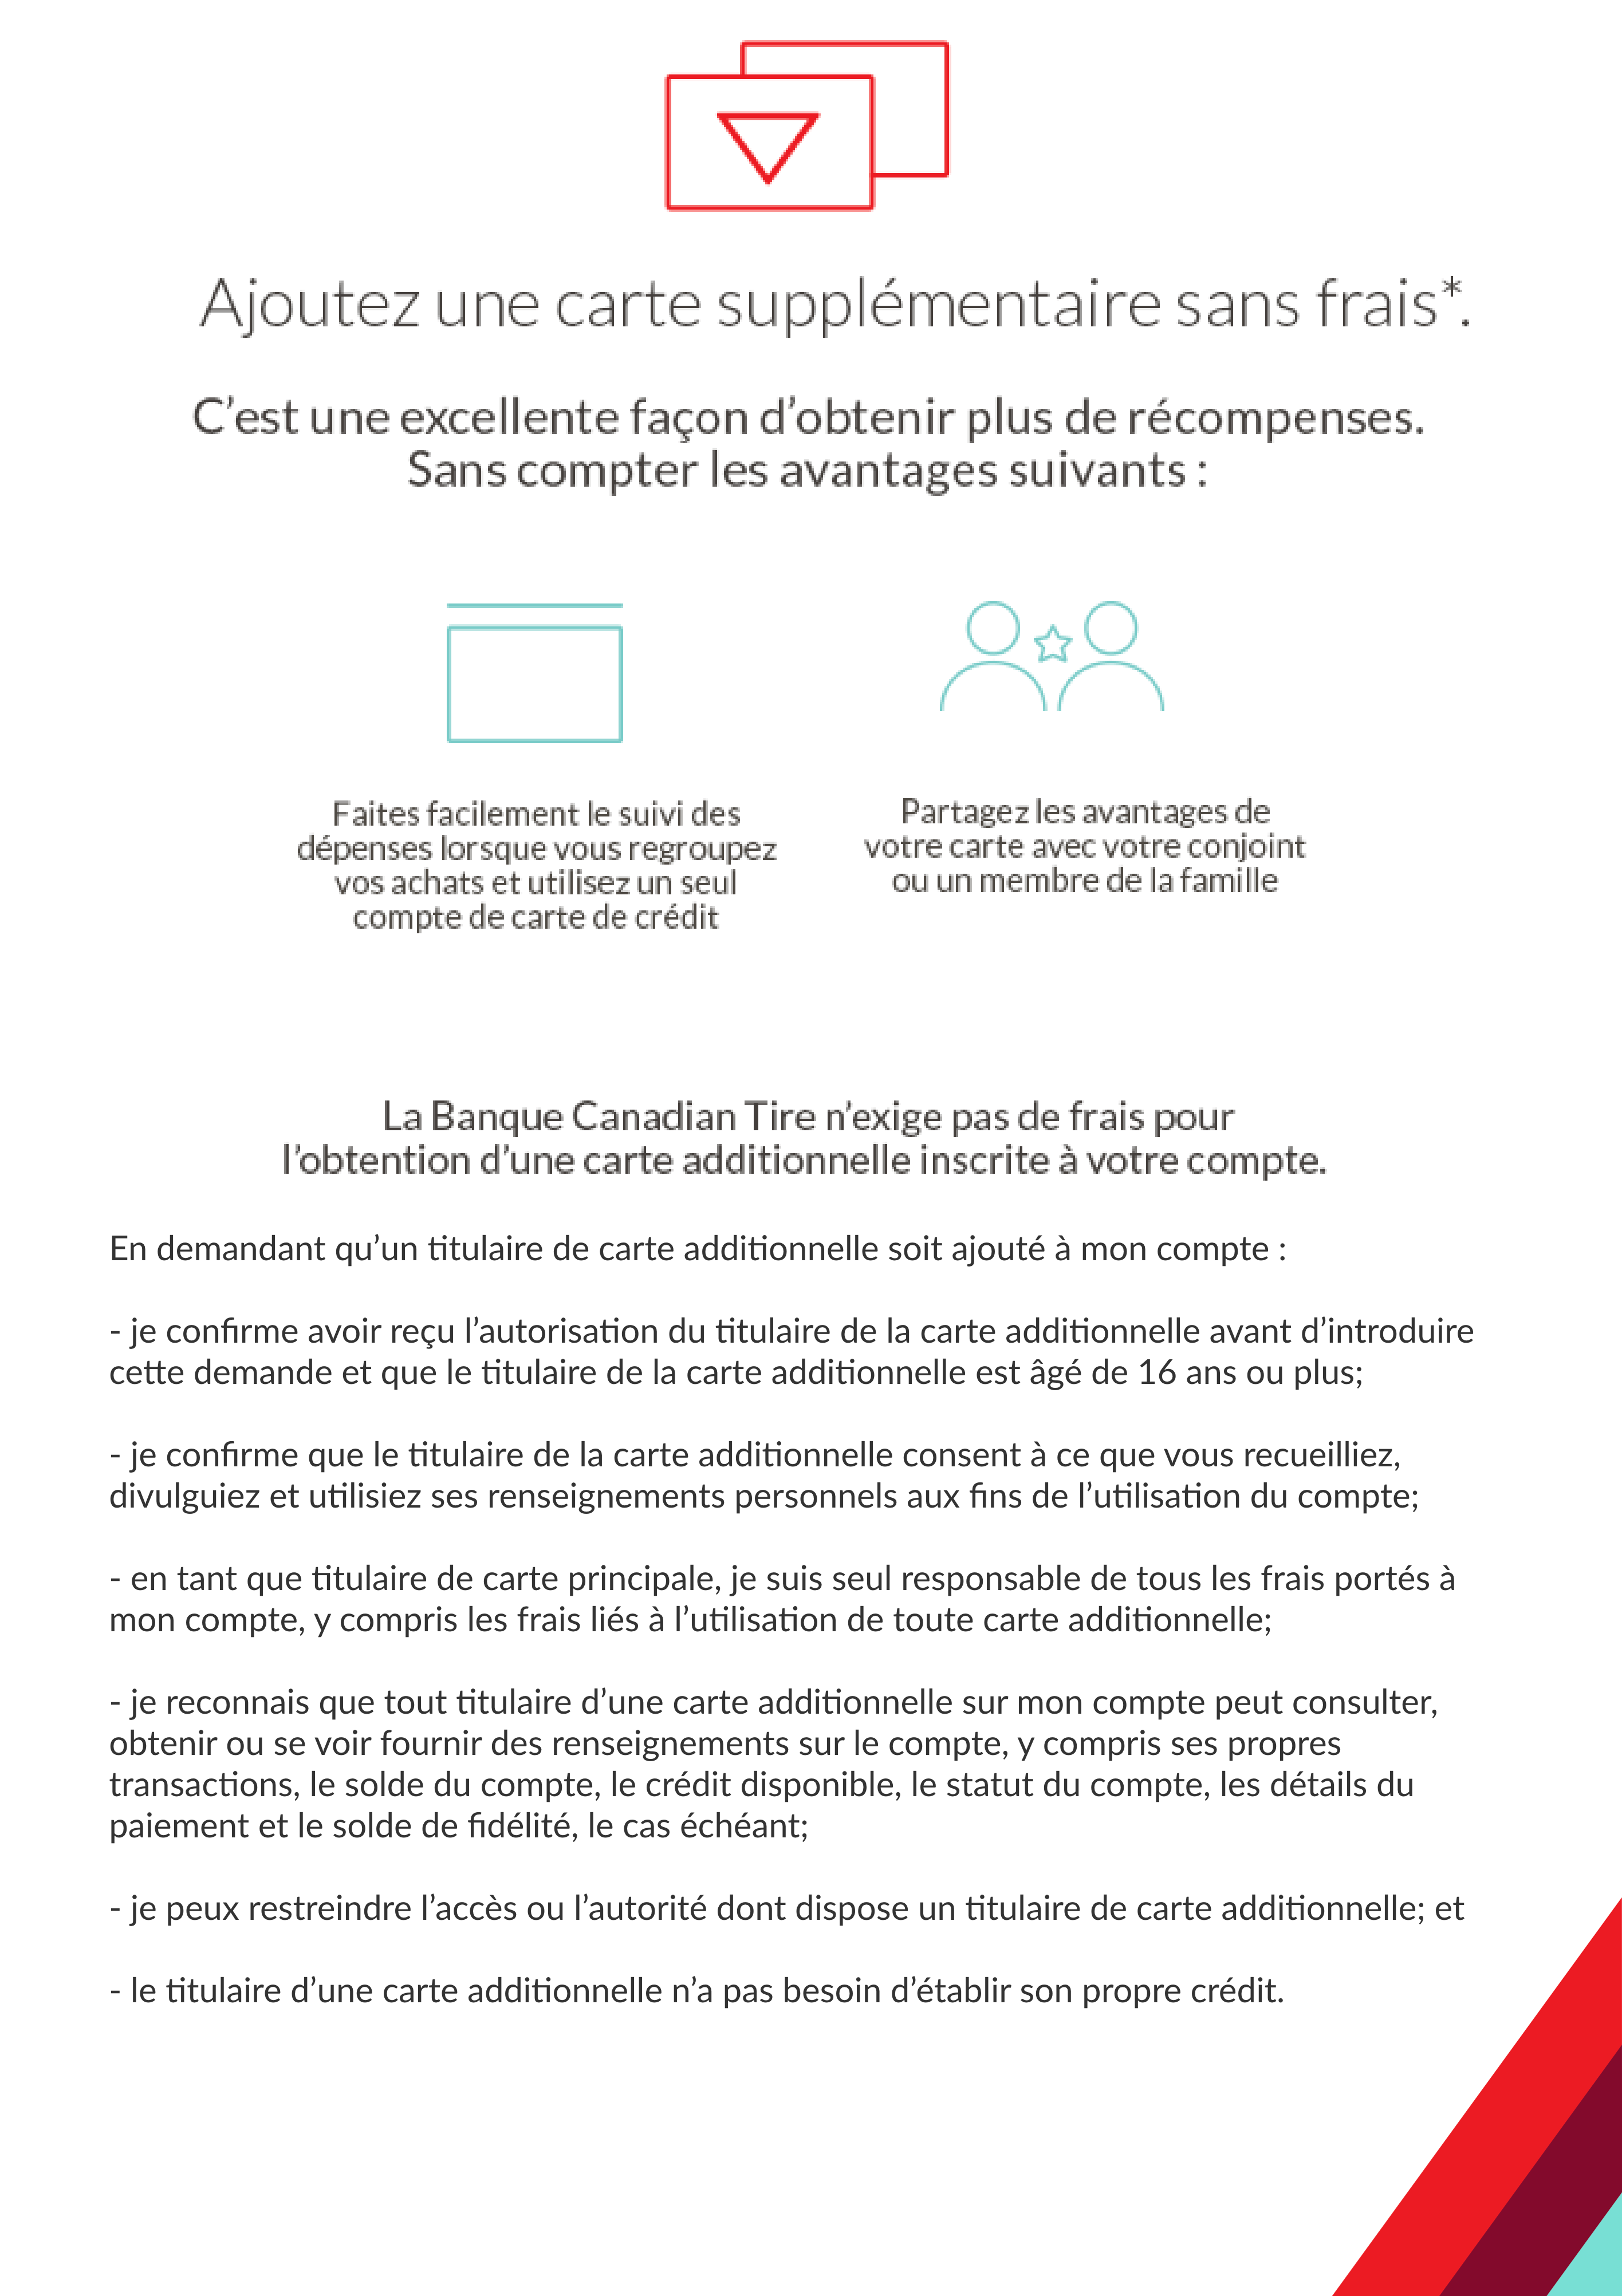 Ajoutez une carte supplémentaire sans frais*.
C’est une excellente façon d’obtenir plus de récompenses.
Sans compter les avantages suivants :
Faites facilement le suivi des
dépenses lorsque vous regroupez
vos achats et utilisez un seul
compte de carte de crédit
Partagez les avantages de
votre carte avec votre conjoint
ou un membre de la famille
La Banque Canadian Tire n’exige pas de frais pour
l’obtention d’une carte additionnelle inscrite à votre compte.
En demandant qu’un titulaire de carte additionnelle soit ajouté à mon compte :
- je confirme avoir reçu l’autorisation du titulaire de la carte additionnelle avant d’introduire
cette demande et que le titulaire de la carte additionnelle est âgé de 16 ans ou plus;
- je confirme que le titulaire de la carte additionnelle consent à ce que vous recueilliez,
divulguiez et utilisiez ses renseignements personnels aux fins de l’utilisation du compte;
- en tant que titulaire de carte principale, je suis seul responsable de tous les frais portés à
mon compte, y compris les frais liés à l’utilisation de toute carte additionnelle;
- je reconnais que tout titulaire d’une carte additionnelle sur mon compte peut consulter,
obtenir ou se voir fournir des renseignements sur le compte, y compris ses propres
transactions, le solde du compte, le crédit disponible, le statut du compte, les détails du
paiement et le solde de fidélité, le cas échéant;
- je peux restreindre l’accès ou l’autorité dont dispose un titulaire de carte additionnelle; et
- le titulaire d’une carte additionnelle n’a pas besoin d’établir son propre crédit.